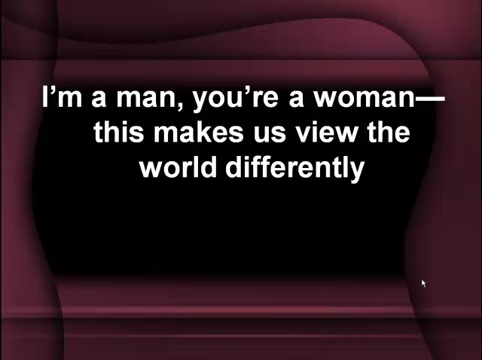 I’m a man, you’re a woman—
this makes us view the
world differently